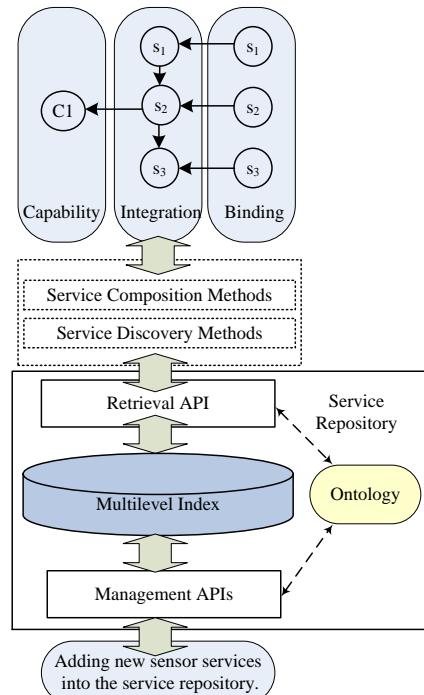 s1
s1
C1
s2
s2
s3
s3
Capability
Integration
Binding
Service Composition Methods
Service Discovery Methods
Retrieval API
Service
Repository
Multilevel Index
Ontology
Management APIs
Adding new sensor services
into the service repository.